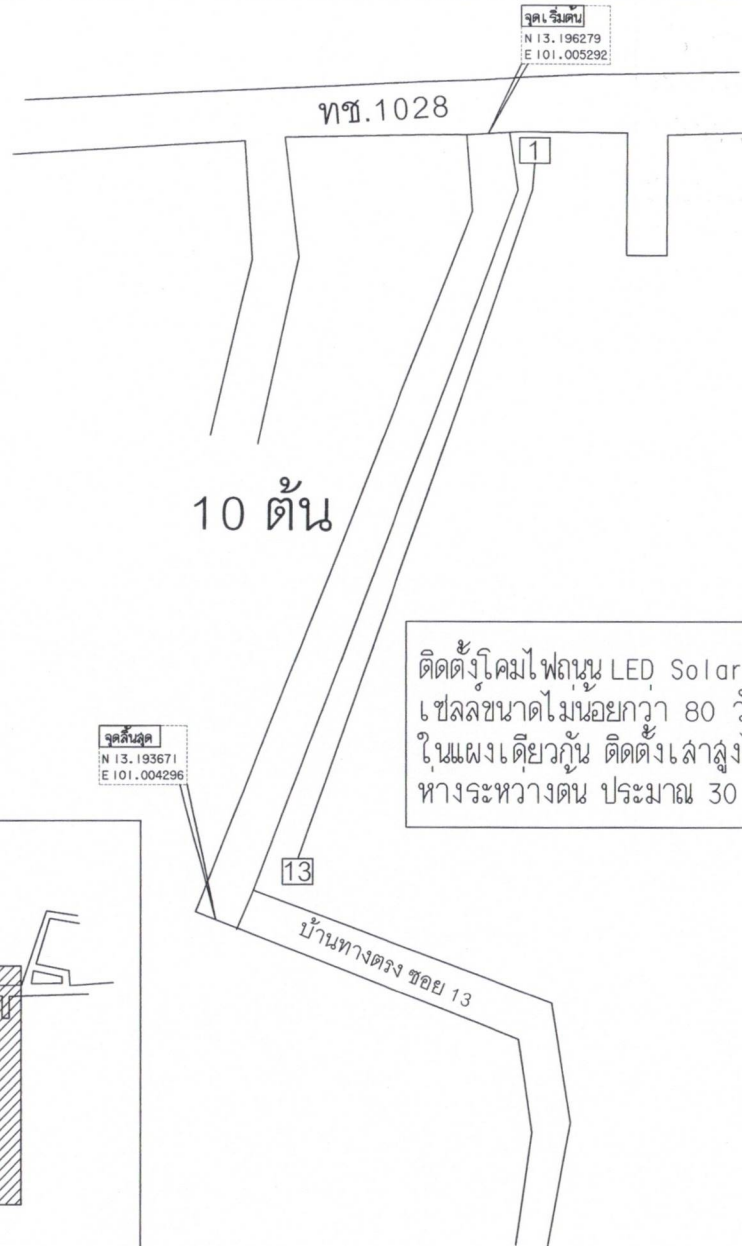 จุดเริ่มต้น
N 13.196279
E 101.005292
ทช.1028
1
10 ต้น
ติดตั้งโคมไฟถนน LED Solar
เซลล์ขนาดไม่น้อยกว่า 80
ในแผงเดียวกัน ติดตั้งเสาสูง
ห่างระหว่างต้น ประมาณ 30
จุดสิ้นสุด
N 13.193671
E 101.004296
13
บ้านทางตรง ซอย 13